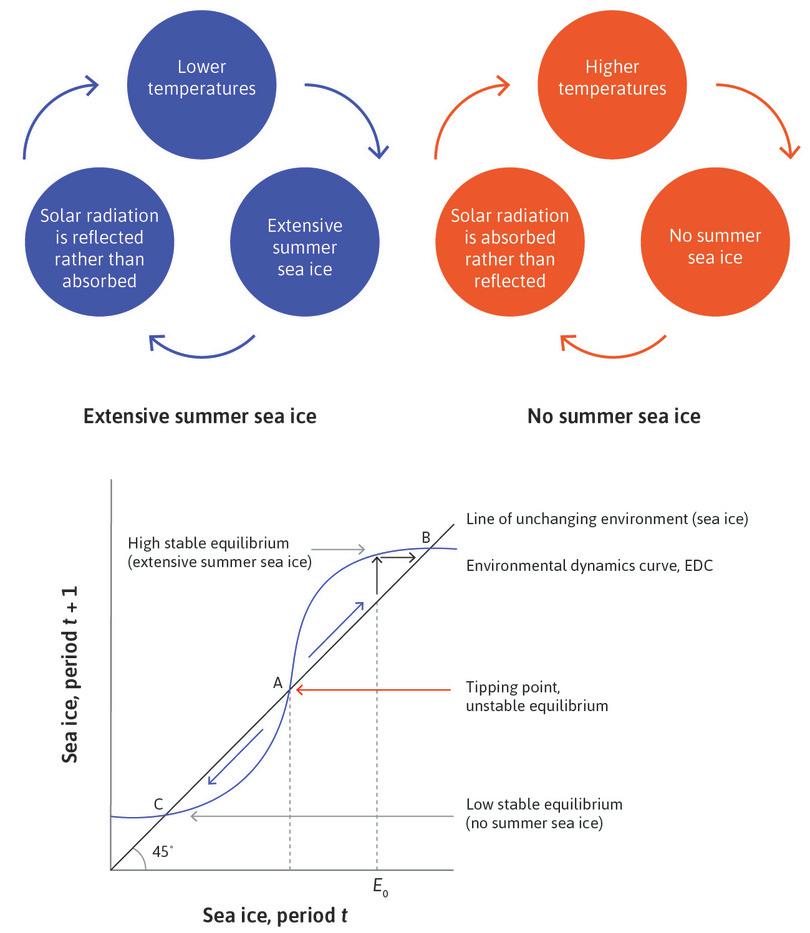 Lower
temperatures
Solar radiation
is reflected
rather than
absorbed
Extensive
summer
sea ice
Extensive summer sea ice
Higher
temperatures
Solar radiation
is absorbed
rather than
reflected
No summer
sea ice
No summer sea ice
Sea ice, period t + 1
High stable equilibrium
(extensive summer sea ice)
B
Line of unchanging environment (sea ice)
Environmental dynamics curve, EDC
A
Tipping point,
unstable equilibrium
C
Low stable equilibrium
(no summer sea ice)
45°
E₀
Sea ice, period t